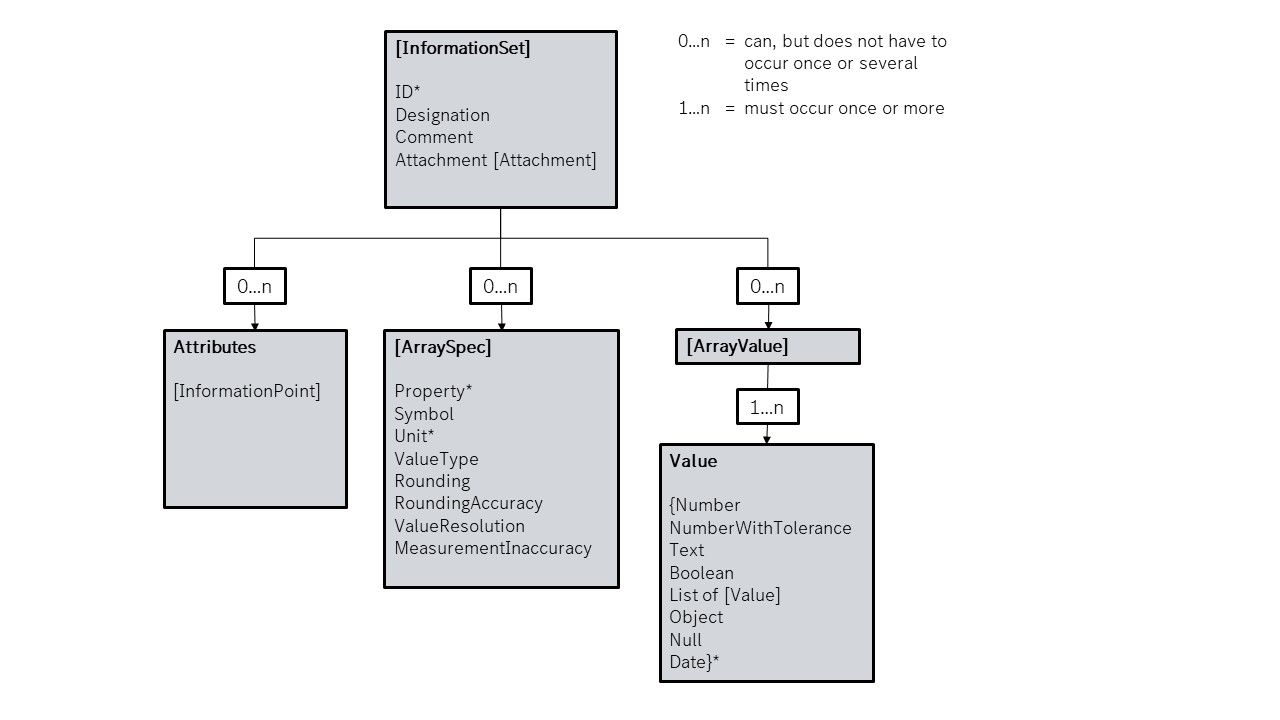 [InformationSet]
ID*
Designation
Comment
Attachment [Attachment]
0...n = can, but does not have to
occur once or several
times
1...n = must occur once or more
0...n
0...n
0...n
Attributes
[InformationPoint]
[ArraySpec]
Property*
Symbol
Unit*
ValueType
Rounding
RoundingAccuracy
ValueResolution
MeasurementInaccuracy
[ArrayValue]
1...n
Value
{Number
NumberWithTolerance
Text
Boolean
List of [Value]
Object
Null
Date}*